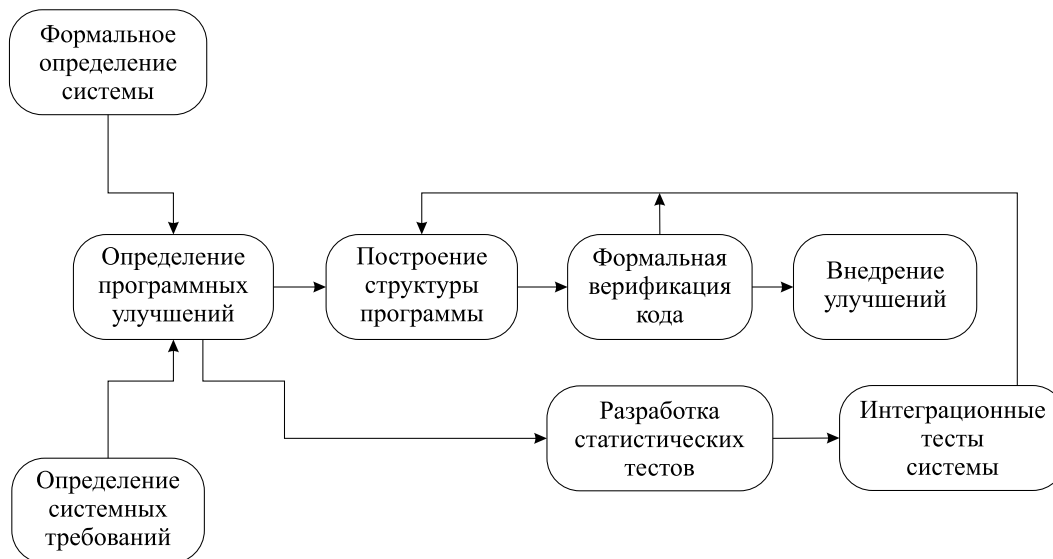 Формальное
определение
системы
Определение
программных
улучшений
Построение
структуры
программы
Формальная
верификация
кода
Внедрение
улучшений
Разработка
статистических
тестов
Интеграционные
тесты
системы
Определение
системных
требований